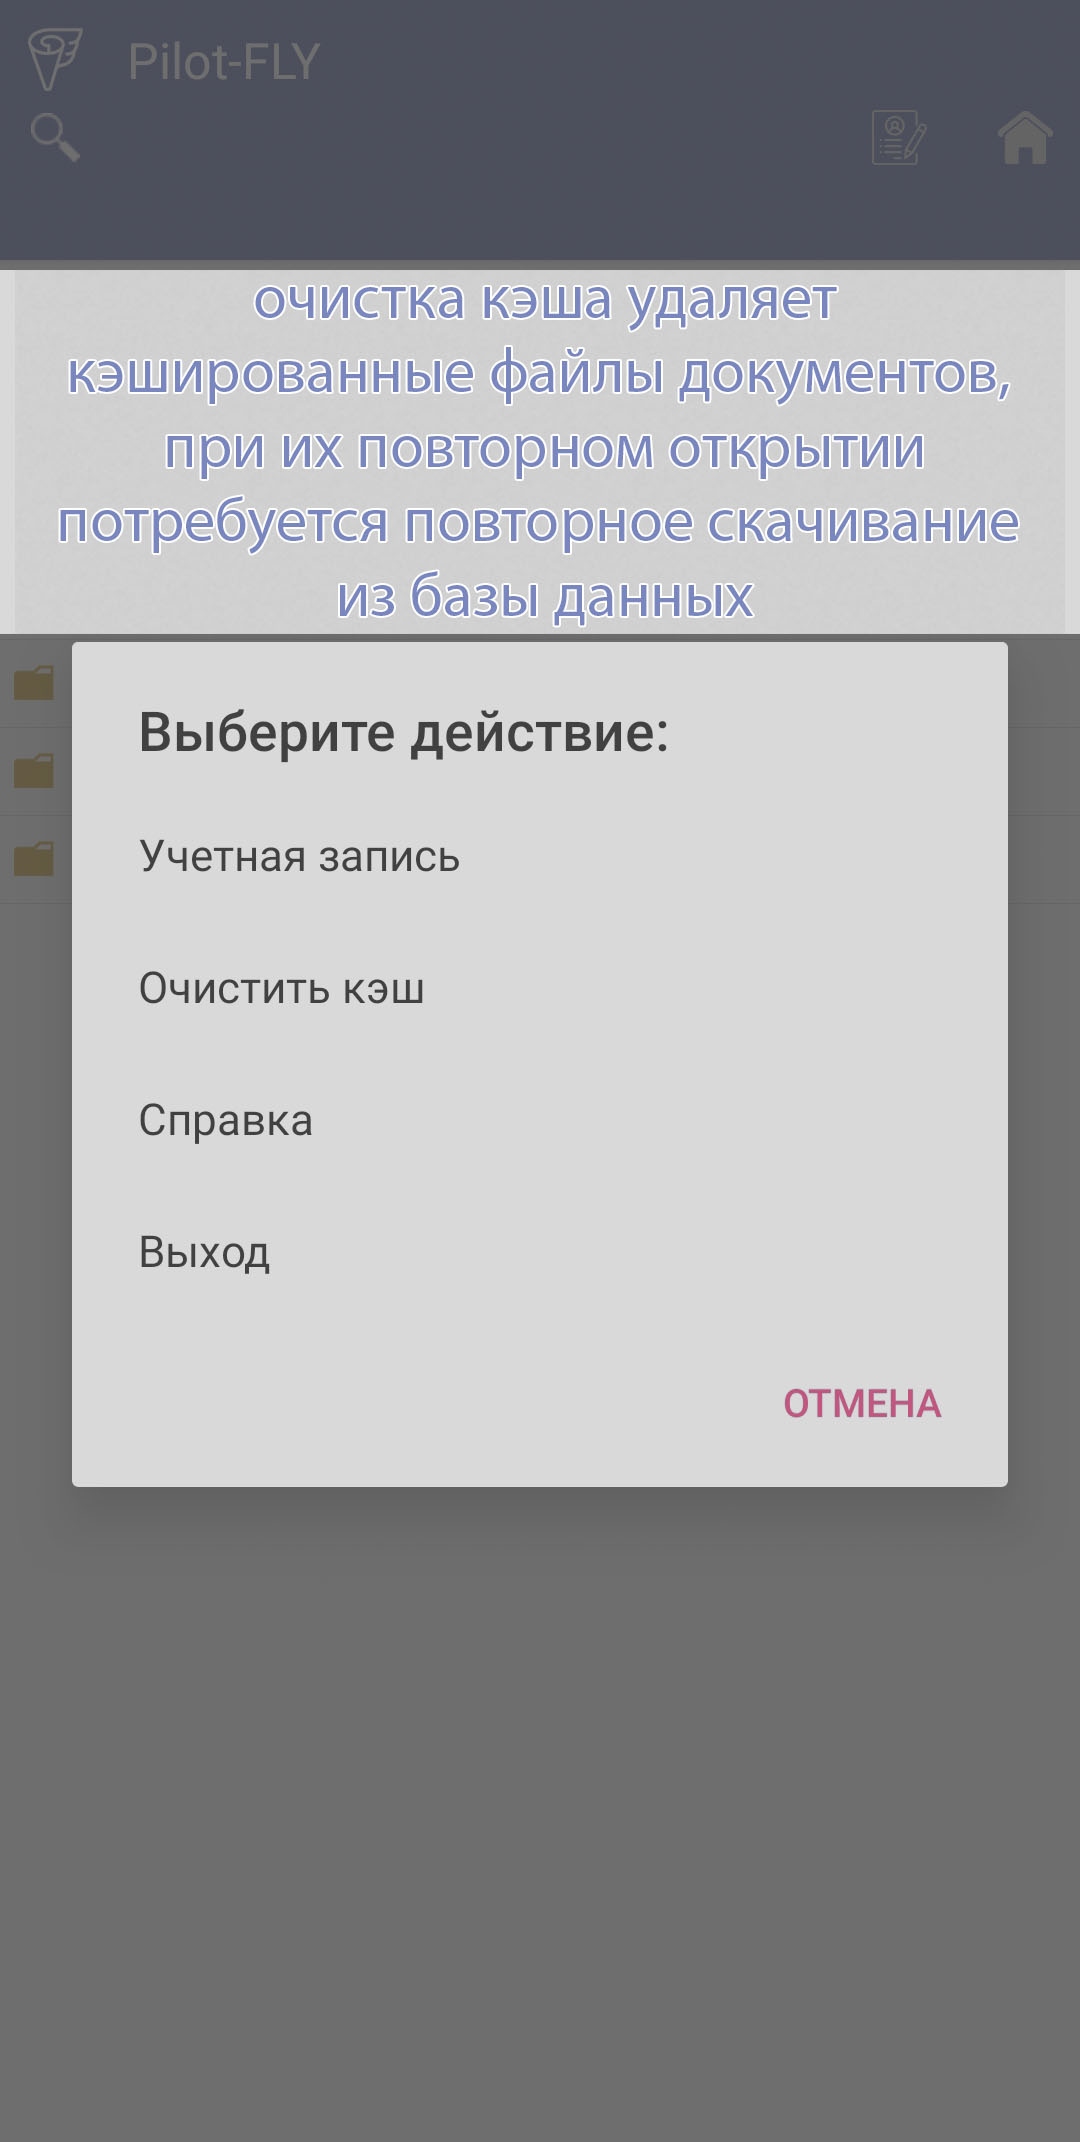 Pilot-FLY
очистка кэша удаляет
кэшированные файлы документов,
при их повторном открытии
потребуется повторное скачивание
из базы данных
Выберите действие:
Учетная запись
Очистить кэш
Справка
Выход
ОТМЕНА